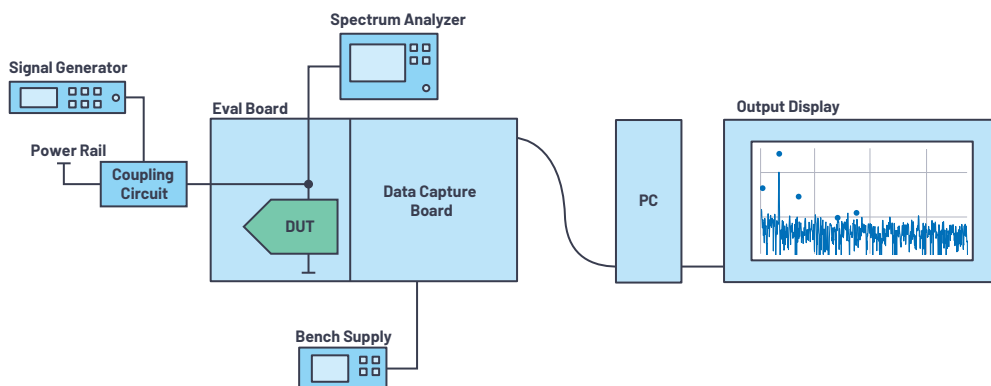 Spectrum Analyzer
Signal Generator
Eval Board
Output Display
Power Rail
Coupling
Circuit
Data Capture
Board
PC
DUT
Bench Supply